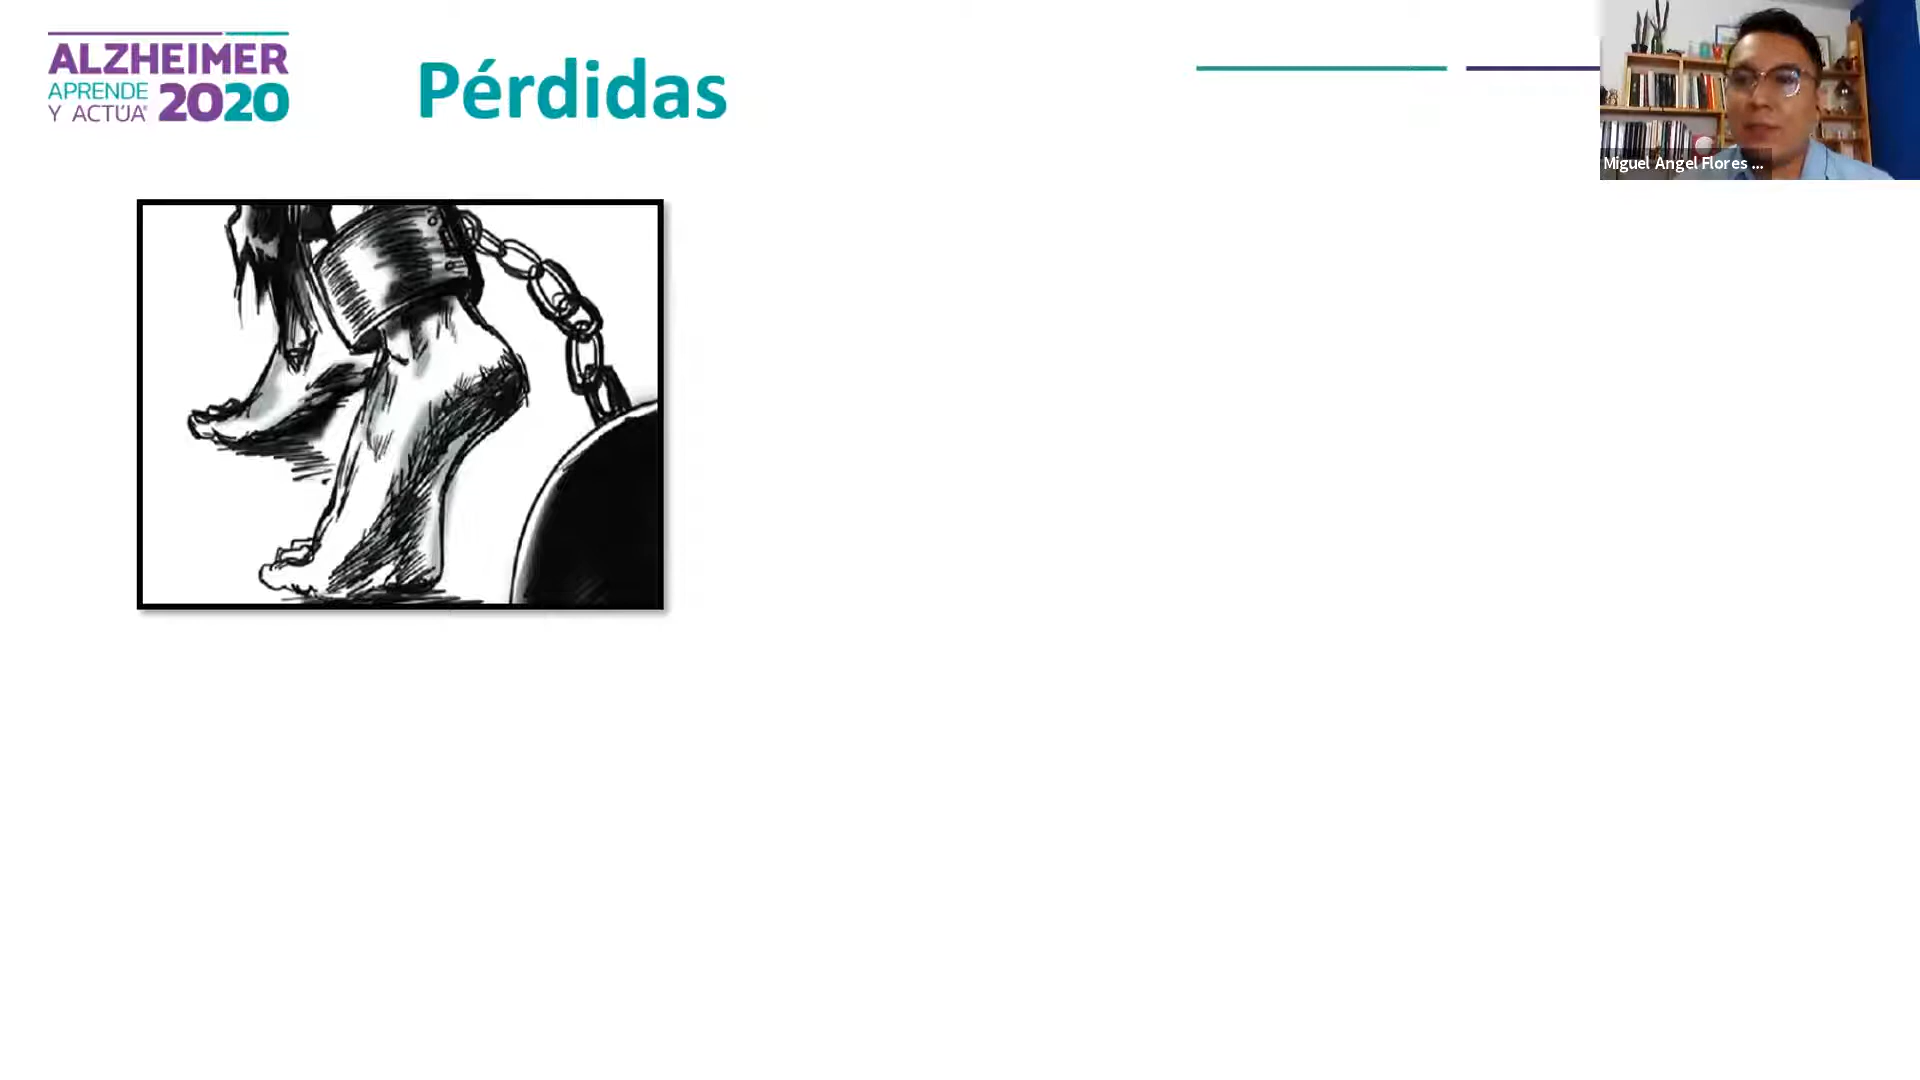 ALZHEIMER
APRENDE
Y ACTÚA® 2020
Pérdidas
Miguel Angel Flores ...